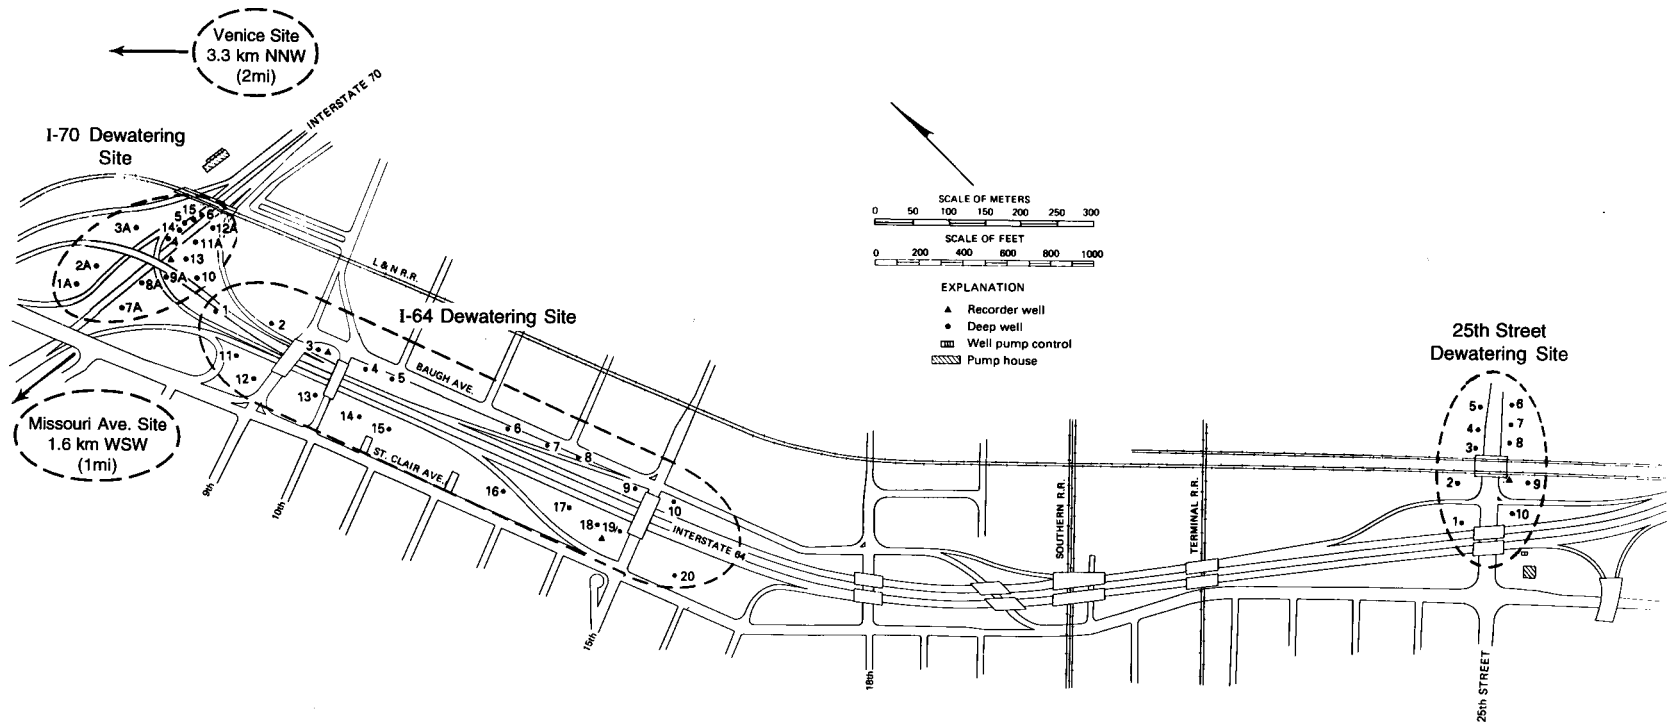 Venice Site
3.3 km NNW
(2mi)
INTERSTATE 70
I-70 Dewatering
Site
15
5
6
3A
14
12A
4
11A
2A
13
1A
9A
10
8A
7A
1
L & N R.R.
I-64 Dewatering Site
2
3
11
4
5
12
BAUGH AVE.
13
14
15
6
7
8
ST. CLAIR AVE.
16
9
10
17
18
19
INTERSTATE 64
20
Missouri Ave. Site
1.6 km WSW
(1mi)
9th
10th
15th
18th
SOUTHERN R.R.
TERMINAL R.R.
SCALE OF METERS
0 50 100 150 200 250 300
SCALE OF FEET
0 200 400 600 800 1000
EXPLANATION
Recorder well
Deep well
Well pump control
Pump house
25th Street
Dewatering Site
5
6
4
7
3
8
2
9
1
10
25th STREET